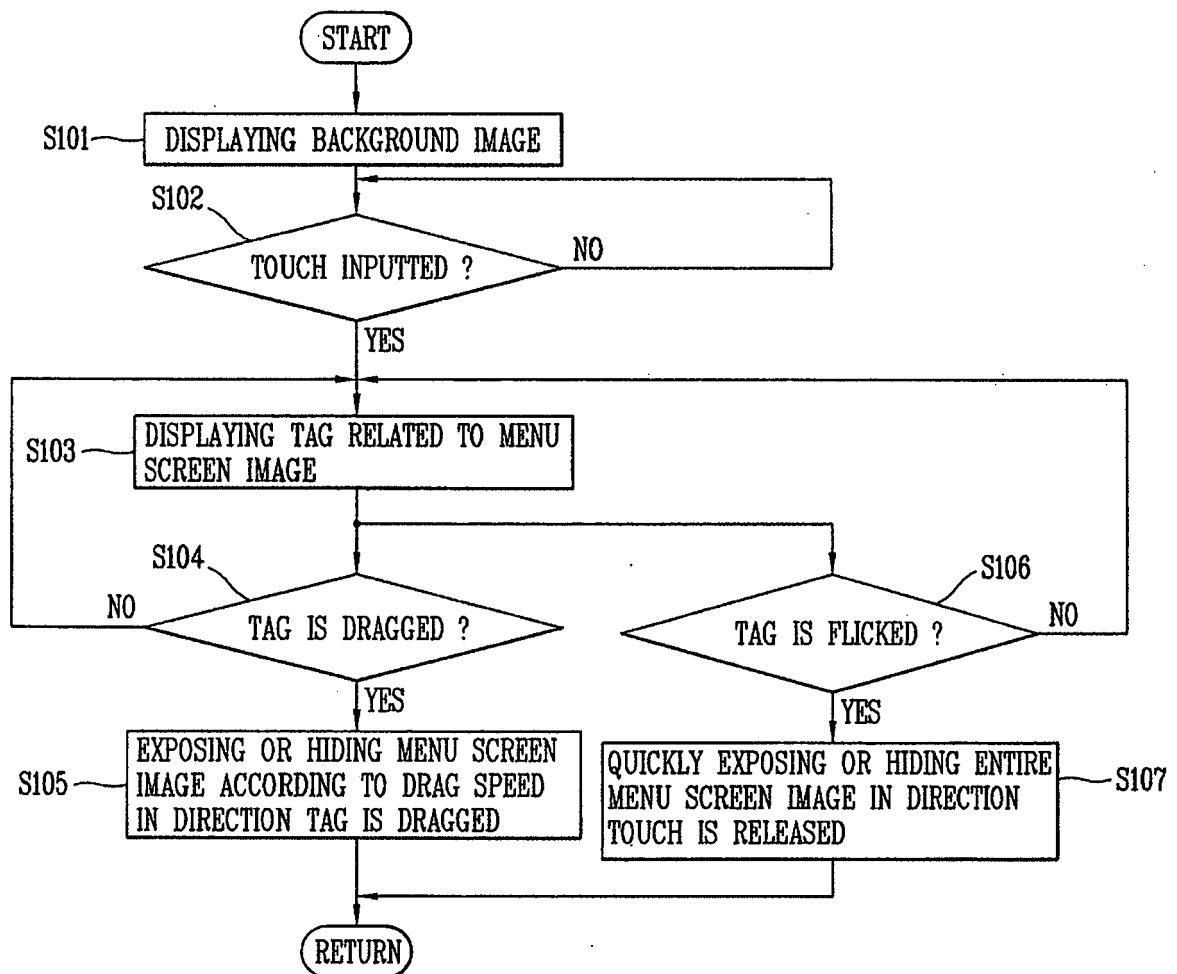 START
S101
DISPLAYING BACKGROUND IMAGE
S102
TOUCH INPUTTED ?
NO
YES
S103
DISPLAYING TAG RELATED TO MENU
SCREEN IMAGE
S104
TAG IS DRAGGED ?
NO
YES
S106
TAG IS FLICKED ?
NO
YES
S105
EXPOSING OR HIDING MENU SCREEN
IMAGE ACCORDING TO DRAG SPEED
IN DIRECTION TAG IS DRAGGED
QUICKLY EXPOSING OR HIDING ENTIRE
MENU SCREEN IMAGE IN DIRECTION
TOUCH IS RELEASED
S107
RETURN